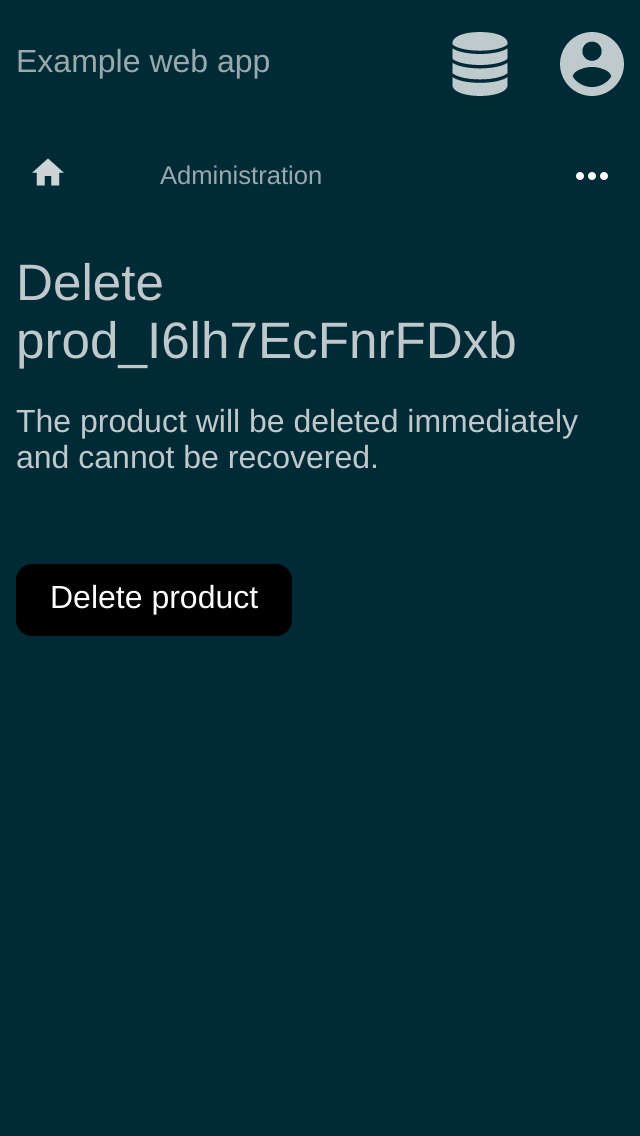 Example web app
Administration
Delete
prod_I6lh7EcFnrFDxb
The product will be deleted immediately
and cannot be recovered.
Delete product